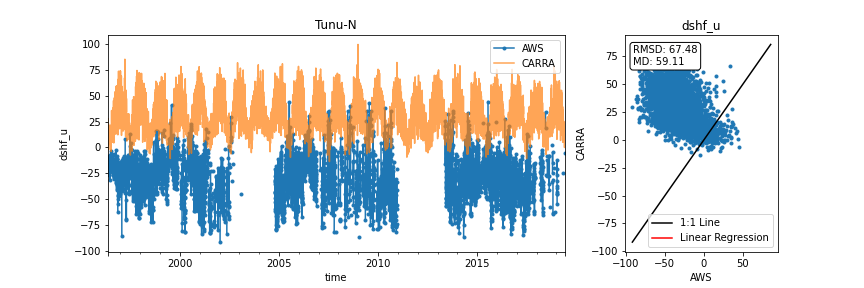 Tunu-N
dshf_u
100
75
50
25
0
−25
−50
−75
−100
dshf_u
AWS
CARRA
2000
2005
2010
2015
time
RMSD: 67.48
MD: 59.11
75
50
25
0
−25
−50
−75
−100
CARRA
1:1 Line
Linear Regression
−100
−50
0
50
AWS